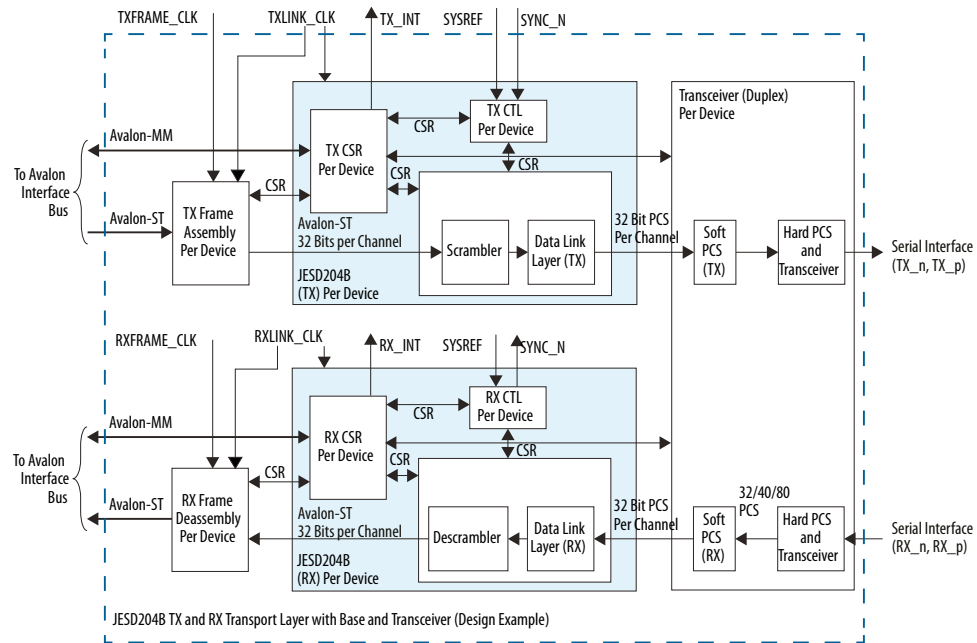 TXFRAME_CLK
TXLINK_CLK
TX_INT
SYSREF
SYNC_N
Avalon-MM
To Avalon
Interface
Bus
Avalon-ST
TX Frame
Assembly
Per Device
CSR
TX CSR
Per Device
CSR
TX CTL
Per Device
CSR
CSR
Avalon-ST
32 Bits per Channel
Scrambler
Data Link
Layer (TX)
JESD204B
(TX) Per Device
32 Bit PCS
Per Channel
Transceiver (Duplex)
Per Device
Soft
PCS
(TX)
Hard PCS
and
Transceiver
Serial Interface
(TX_n, TX_p)
RXFRAME_CLK
RXLINK_CLK
RX_INT
SYSREF
SYNC_N
Avalon-MM
To Avalon
Interface
Bus
Avalon-ST
RX Frame
Deassembly
Per Device
CSR
RX CSR
Per Device
CSR
RX CTL
Per Device
CSR
CSR
Avalon-ST
32 Bits per Channel
Descrambler
Data Link
Layer (RX)
JESD204B
(RX) Per Device
32 Bit PCS
Per Channel
Soft
PCS
(RX)
32/40/80
PCS
Hard PCS
and
Transceiver
Serial Interface
(RX_n, RX_p)
JESD204B TX and RX Transport Layer with Base and Transceiver (Design Example)